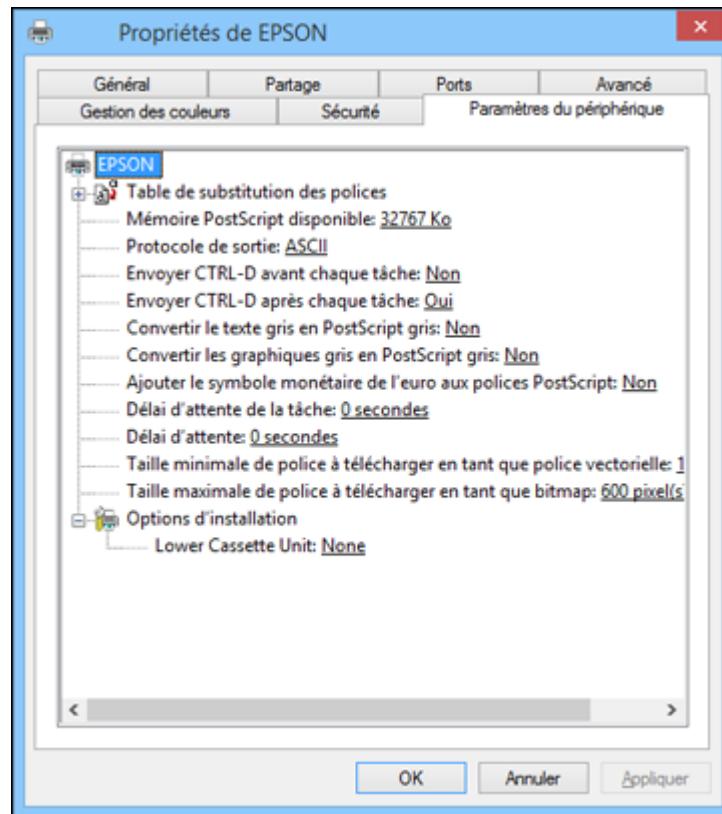 Propriétés de EPSON
Général Partage Ports Avancé
Gestion des couleurs Sécurité Paramètres du périphérique
EPSON
Table de substitution des polices
Mémoire PostScript disponible: 32767 Ko
Protocole de sortie: ASCII
Envoyer CTRL-D avant chaque tâche: Non
Envoyer CTRL-D après chaque tâche: Oui
Convertir le texte gris en PostScript gris: Non
Convertir les graphiques gris en PostScript gris: Non
Ajouter le symbole monétaire de l'euro aux polices PostScript: Non
Délai d'attente de la tâche: 0 secondes
Délai d'attente: 0 secondes
Taille minimale de police à télécharger en tant que police vectorielle: 1
Taille maximale de police à télécharger en tant que bitmap: 600 pixel(s
Options d'installation
Lower Cassette Unit: None
OK Annuler Appliquer